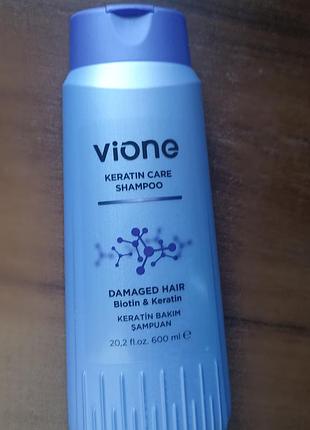 vione
KERATIN CARE
SHAMPOO
DAMAGED HAIR
Biotin & Keratin
KERATİN BAKIM
ŞAMPUAN
20,2 fl.oz. 600 ml ℮